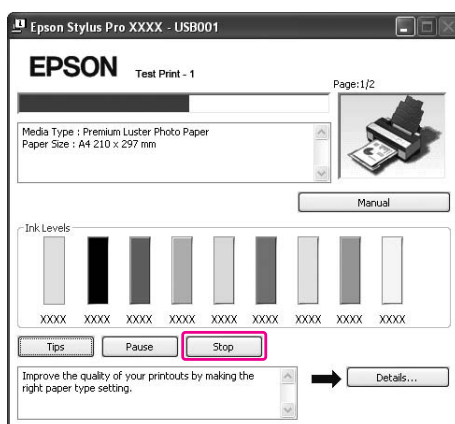 Epson Stylus Pro XXXX - USB001
EPSON Test Print - 1
Page:1/2
Media Type : Premium Luster Photo Paper
Paper Size : A4 210 x 297 mm
Manual
Ink Levels
XXXX XXXX XXXX XXXX XXXX XXXX XXXX XXXX XXXX
Tips Pause Stop
Improve the quality of your printouts by making the
right paper type setting.
Details...